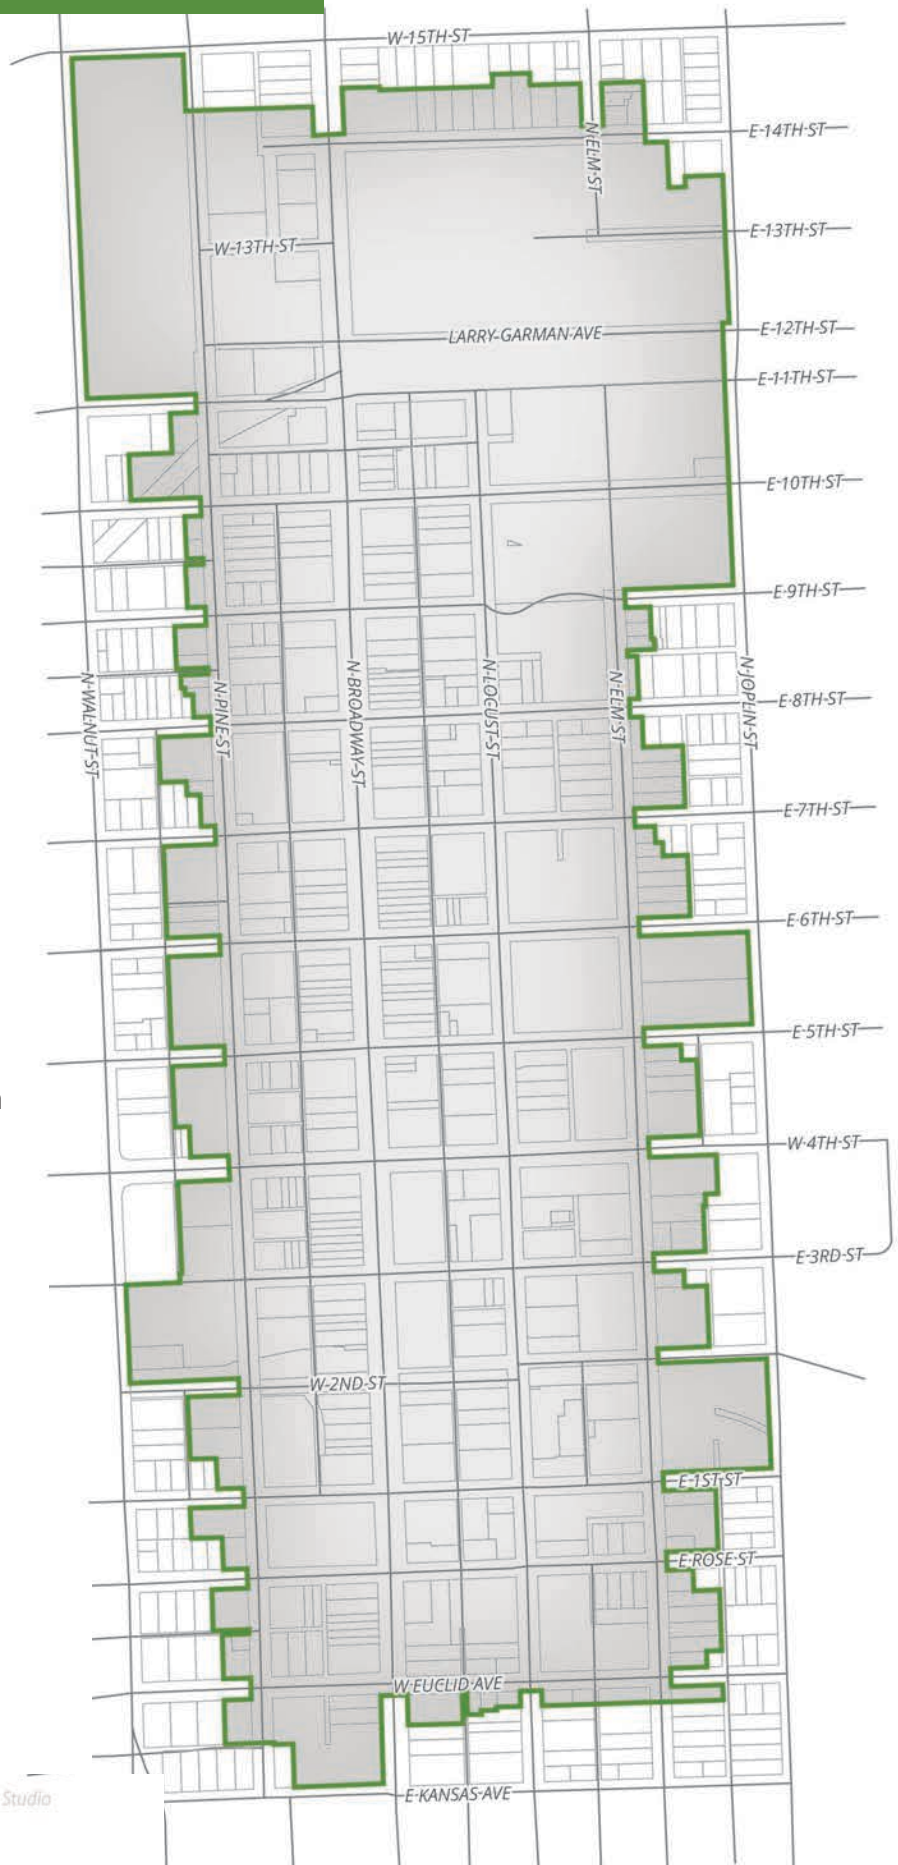 W 15TH ST
E 14TH ST
N ELM ST
E 13TH ST
W 13TH ST
E 12TH ST
LARRY GARMAN AVE
E 11TH ST
E 10TH ST
E 9TH ST
N WALNUT ST
N PINE ST
N BROADWAY ST
N LOCUST ST
N ELM ST
N JOPLIN ST
E 8TH ST
E 7TH ST
E 6TH ST
E 5TH ST
W 4TH ST
E 3RD ST
W 2ND ST
E 1ST ST
E ROSE ST
W EUCLID AVE
E KANSAS AVE
Studio